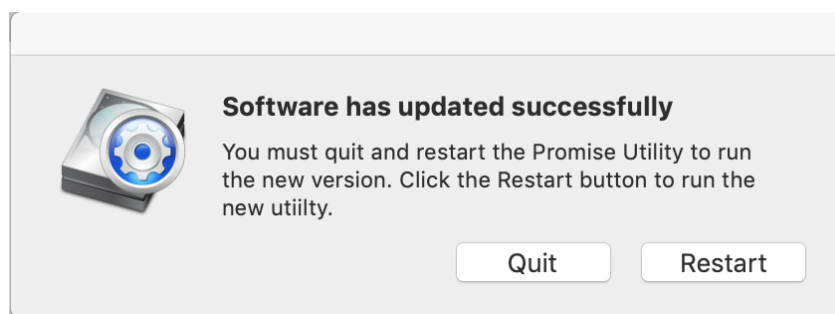 Software has updated successfully
You must quit and restart the Promise Utility to run
the new version. Click the Restart button to run the
new utiilty.
Quit
Restart